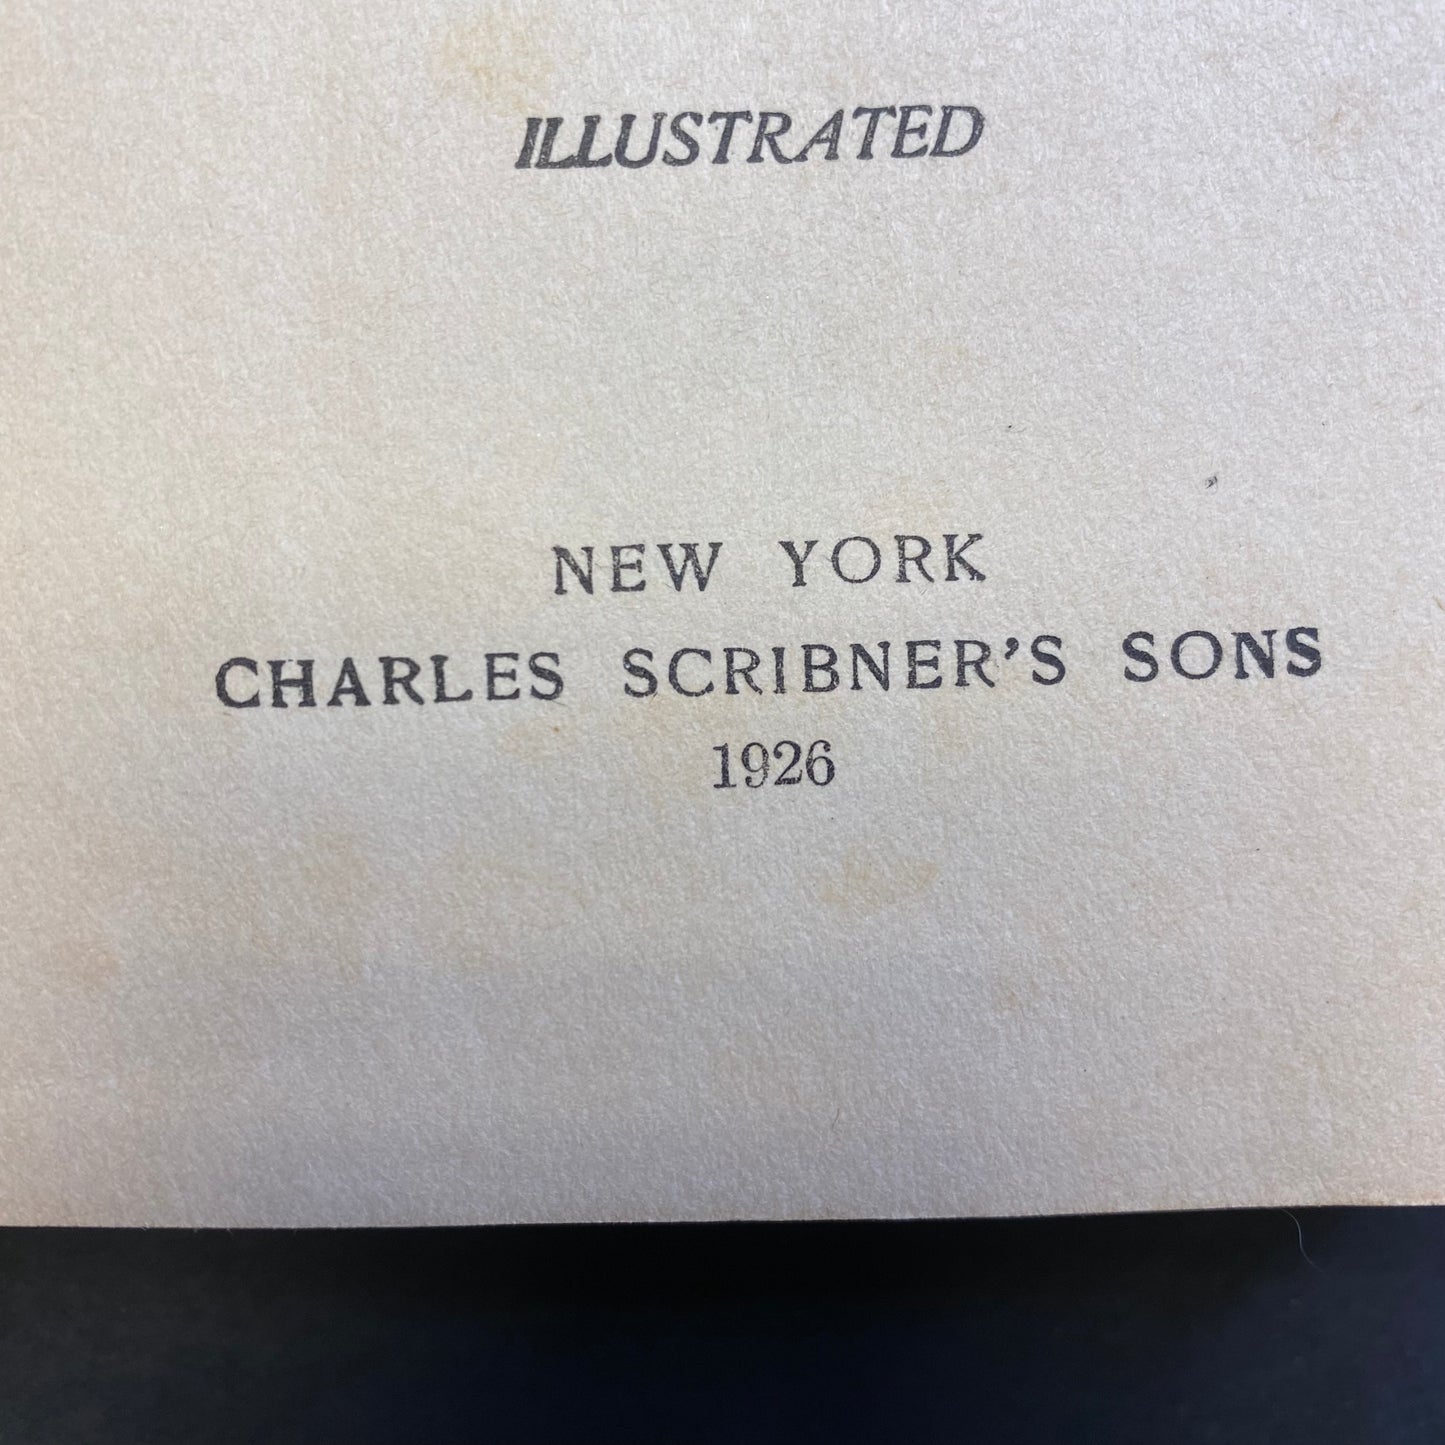 ILLUSTRATED
NEW YORK
CHARLES SCRIBNER'S SONS
1926